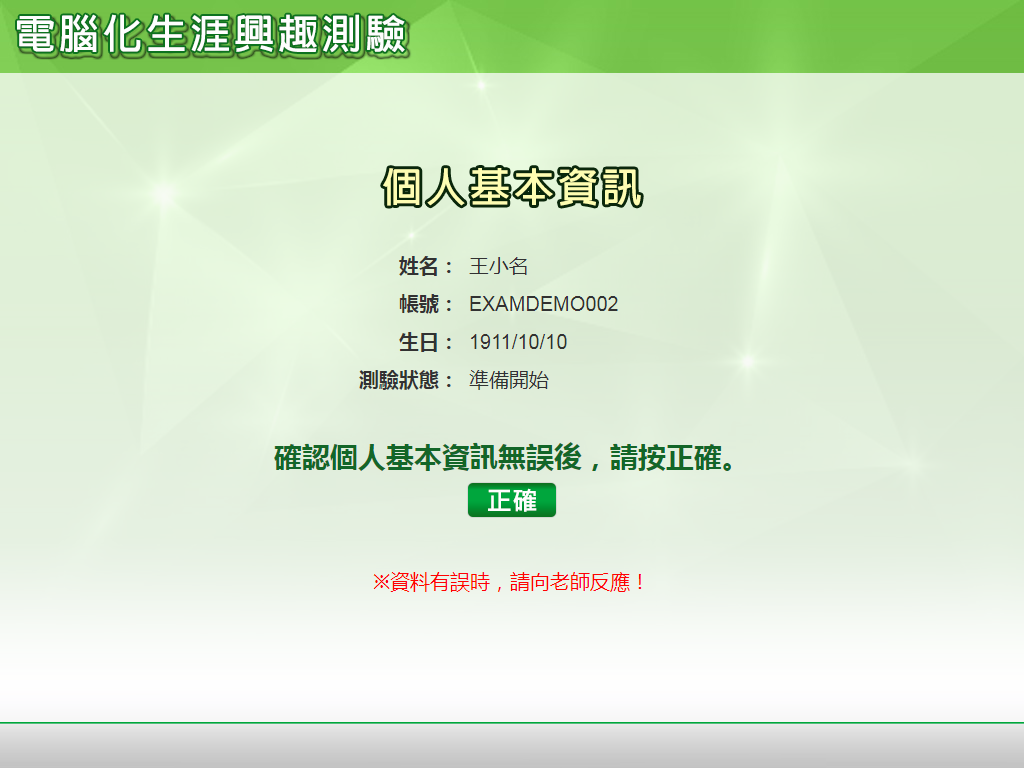 電腦化生涯興趣測驗
個人基本資訊
姓名： 王小名
帳號： EXAMDEMO002
生日： 1911/10/10
測驗狀態： 準備開始
確認個人基本資訊無誤後，請按正確。
正確
※資料有誤時，請向老師反應！